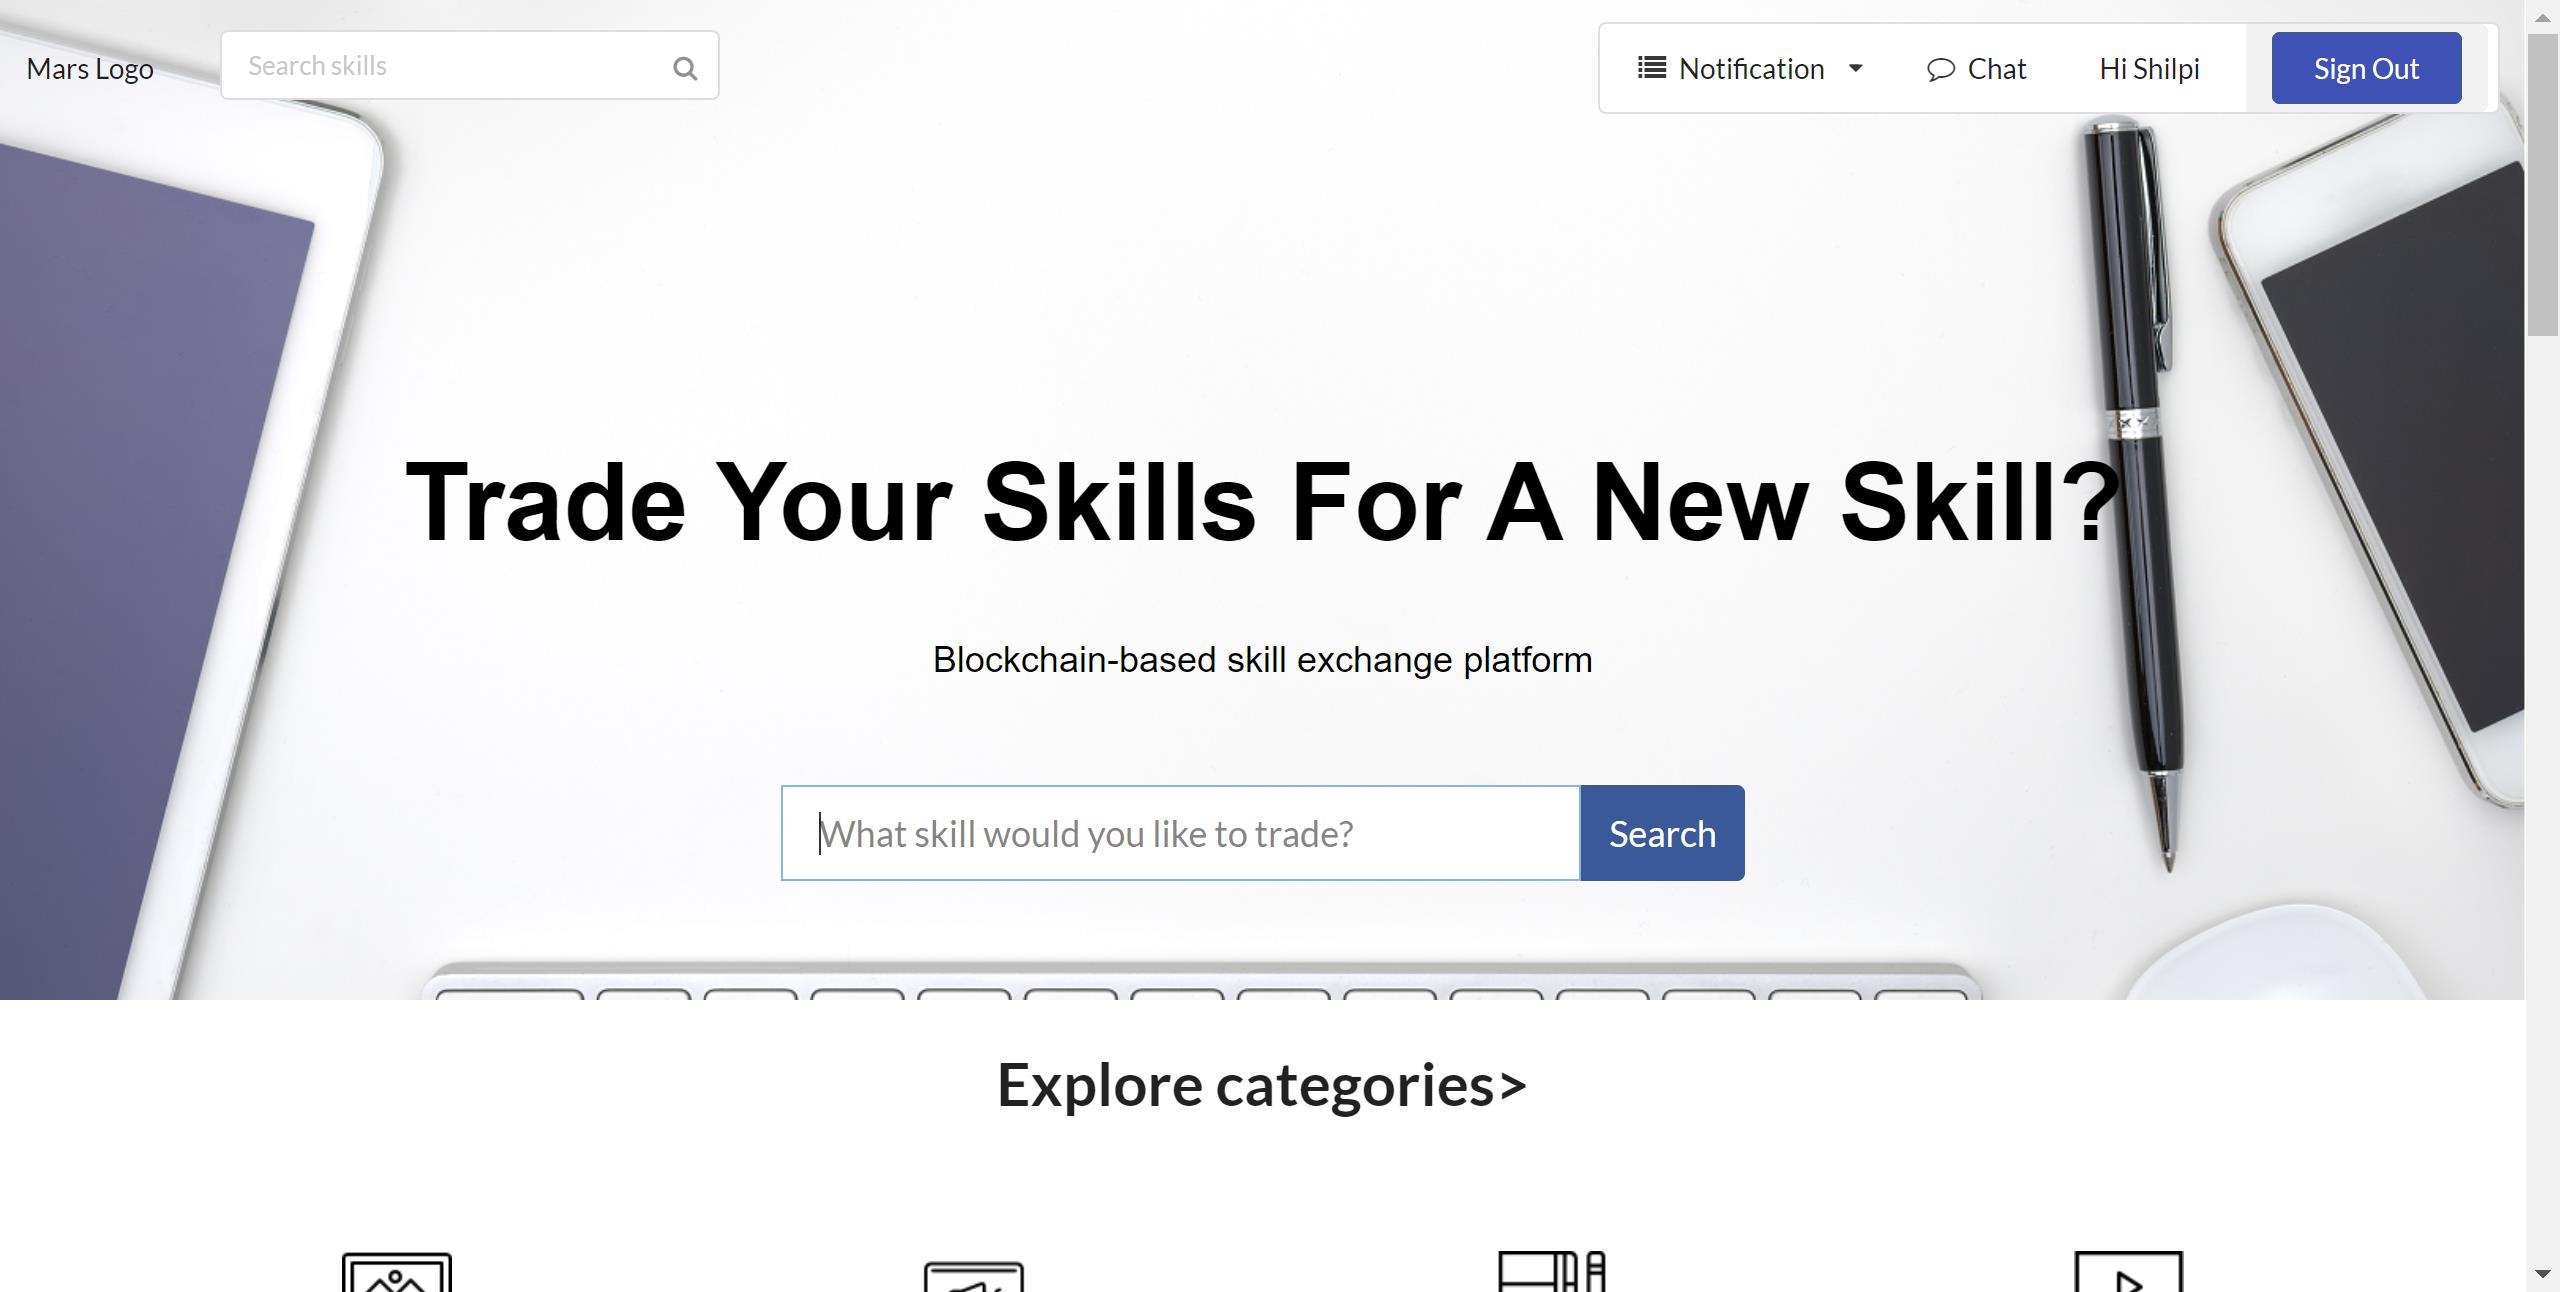 Mars Logo
Search skills
Notification
Chat
Hi Shilpi
Sign Out
Trade Your Skills For A New Skill?
Blockchain-based skill exchange platform
What skill would you like to trade?
Search
Explore categories>